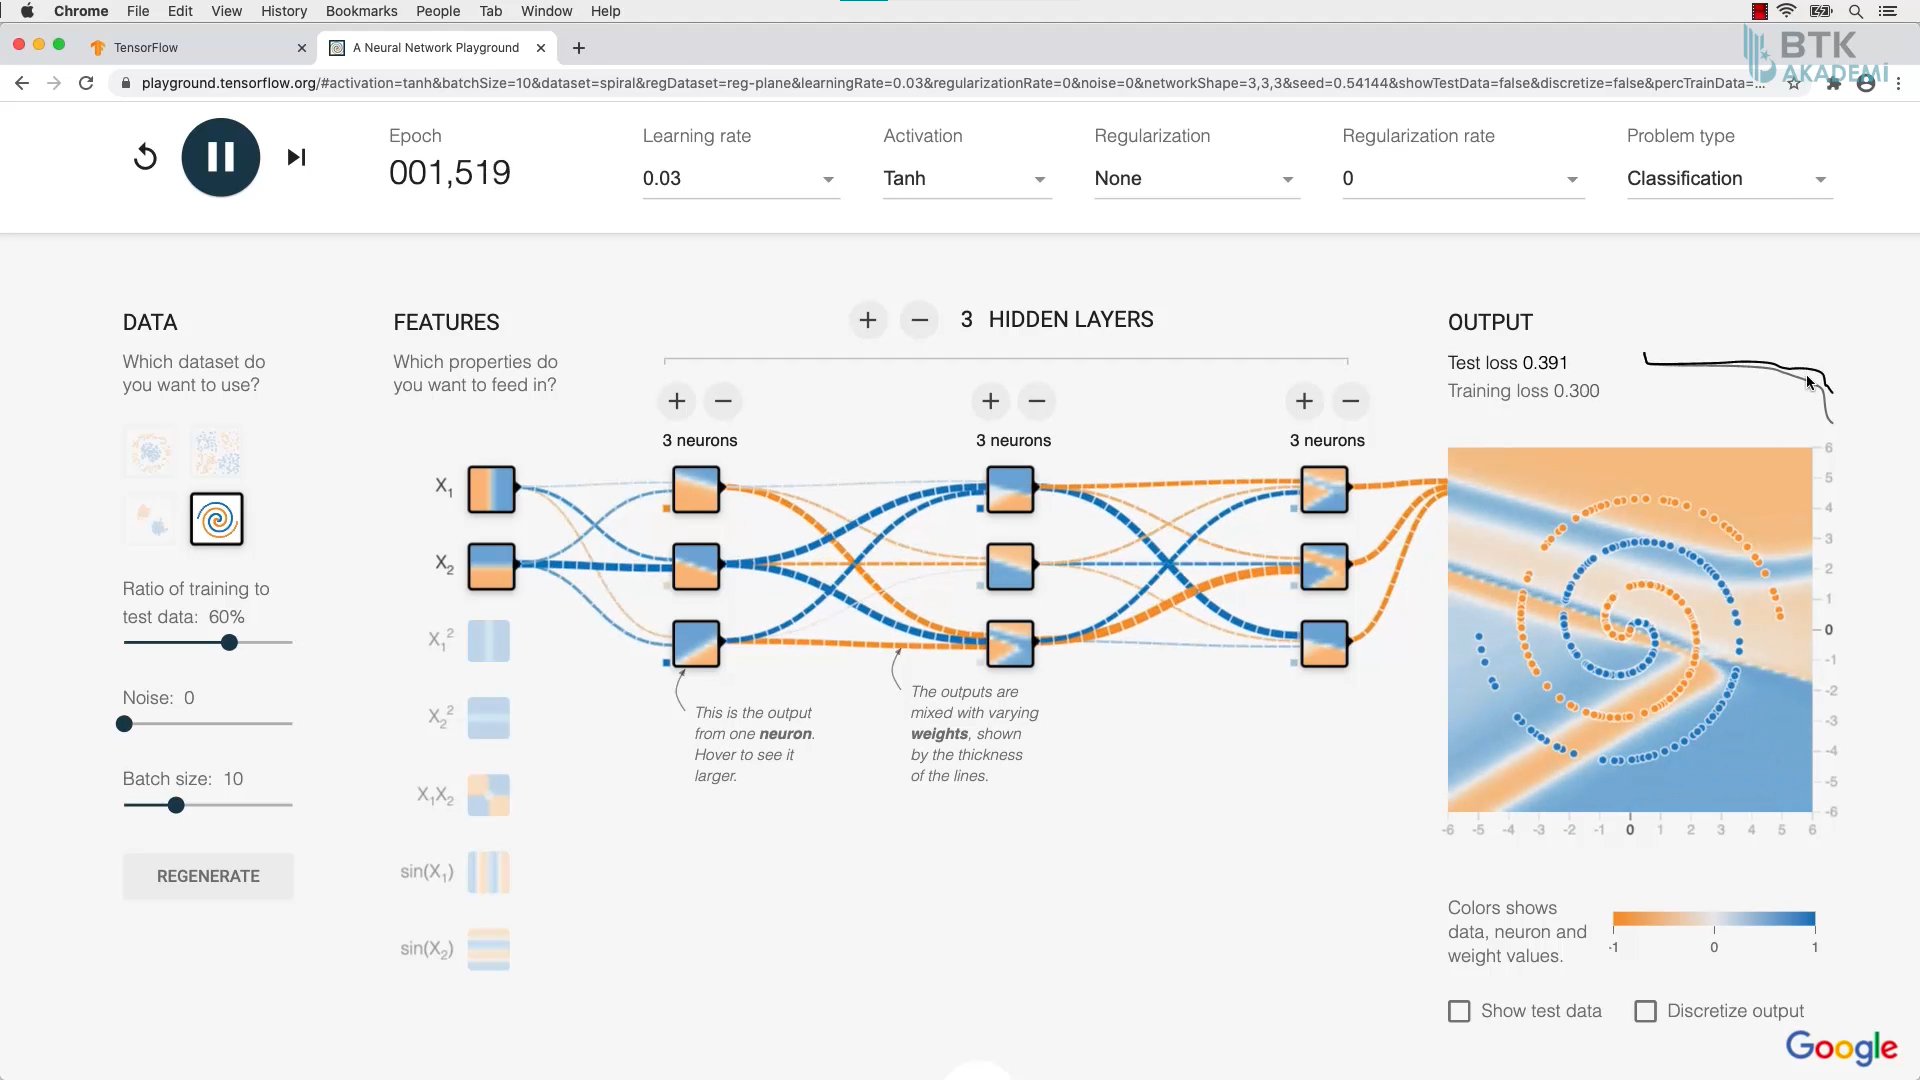 Chrome File Edit View History Bookmarks People Tab Window Help
BTK
AKADEMİ
TensorFlow
A Neural Network Playground
playground.tensorflow.org/#activation=tanh&batchSize=10&dataset=spiral&regDataset=reg-plane&learningRate=0.03&regularizationRate=0&noise=0&networkShape=3,3,3&seed=0.54144&showTestData=false&discretize=false&percTrainData=...
Epoch
001,519
Learning rate
0.03
Activation
Tanh
Regularization
None
Regularization rate
0
Problem type
Classification
DATA
Which dataset do
you want to use?
Ratio of training to
test data: 60%
Noise: 0
Batch size: 10
REGENERATE
FEATURES
Which properties do
you want to feed in?
X₁
X₂
X₁²
X₂²
X₁X₂
sin(X₁)
sin(X₂)
+ − 3 HIDDEN LAYERS
+ − + − + −
3 neurons 3 neurons 3 neurons
This is the output
from one neuron.
Hover to see it
larger.
The outputs are
mixed with varying
weights, shown
by the thickness
of the lines.
OUTPUT
Test loss 0.391
Training loss 0.300
6
5
4
3
2
1
0
-1
-2
-3
-4
-5
-6
-6 -5 -4 -3 -2 -1 0 1 2 3 4 5 6
Colors shows
data, neuron and
weight values.
-1 0 1
Show test data Discretize output
Google